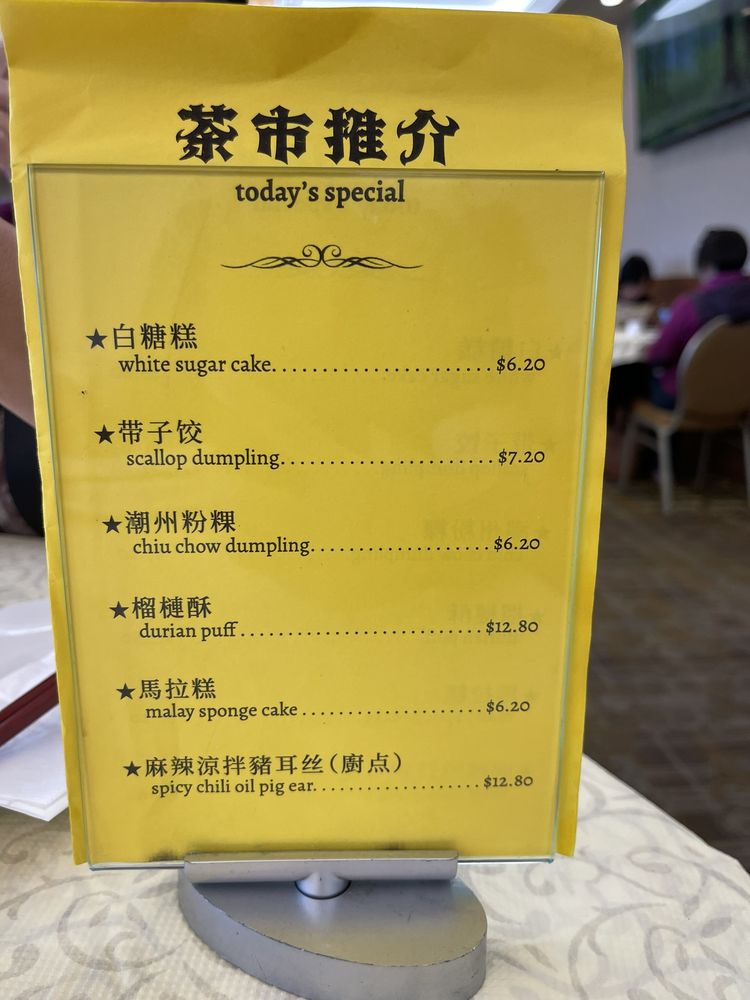 茶市推介
today's special
★白糖糕
white sugar cake. . . . . . . . . . . . . . . . . . . . . . . . $6.20
★带子饺
scallop dumpling. . . . . . . . . . . . . . . . . . . . . . . $7.20
★潮州粉粿
chiu chow dumpling. . . . . . . . . . . . . . . . . . . $6.20
★榴槤酥
durian puff . . . . . . . . . . . . . . . . . . . . . . . . . . $12.80
★馬拉糕
malay sponge cake . . . . . . . . . . . . . . . . . . . $6.20
★麻辣涼拌豬耳丝(廚点)
spicy chili oil pig ear. . . . . . . . . . . . . . . . . . $12.80